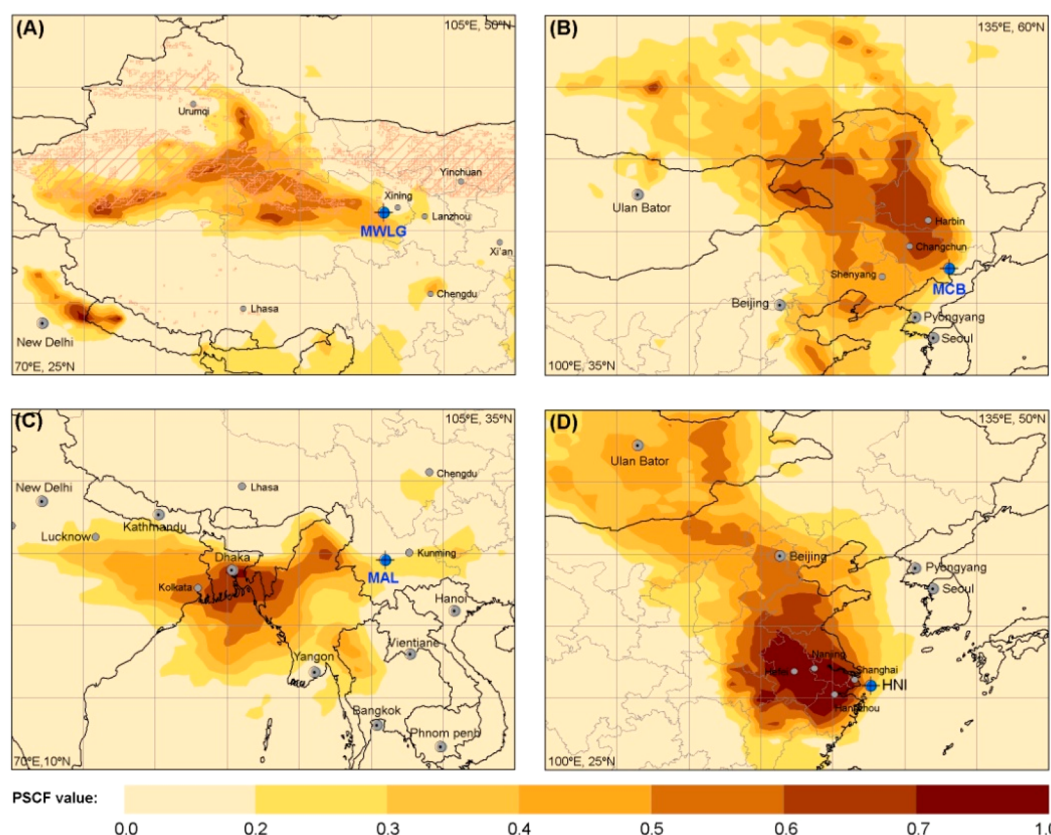 (A)
105°E, 50°N
Urumqi
Yinchuan
Xining
Lanzhou
MWLG
Xi'an
Chengdu
Lhasa
New Delhi
70°E, 25°N
(B)
135°E, 60°N
Ulan Bator
Harbin
Changchun
Shenyang
MCB
Beijing
Pyongyang
Seoul
100°E, 35°N
(C)
105°E, 35°N
Chengdu
New Delhi
Lhasa
Kathmandu
Lucknow
Dhaka
Kunming
MAL
Kolkata
Hanoi
Vientiane
Yangon
Bangkok
Phnom penh
70°E,10°N
(D)
135°E, 50°N
Ulan Bator
Beijing
Pyongyang
Seoul
Nanjing
Shanghai
HNI
Hangzhou
100°E, 25°N
PSCF value:
0.0 0.2 0.3 0.4 0.5 0.6 0.7 1.0